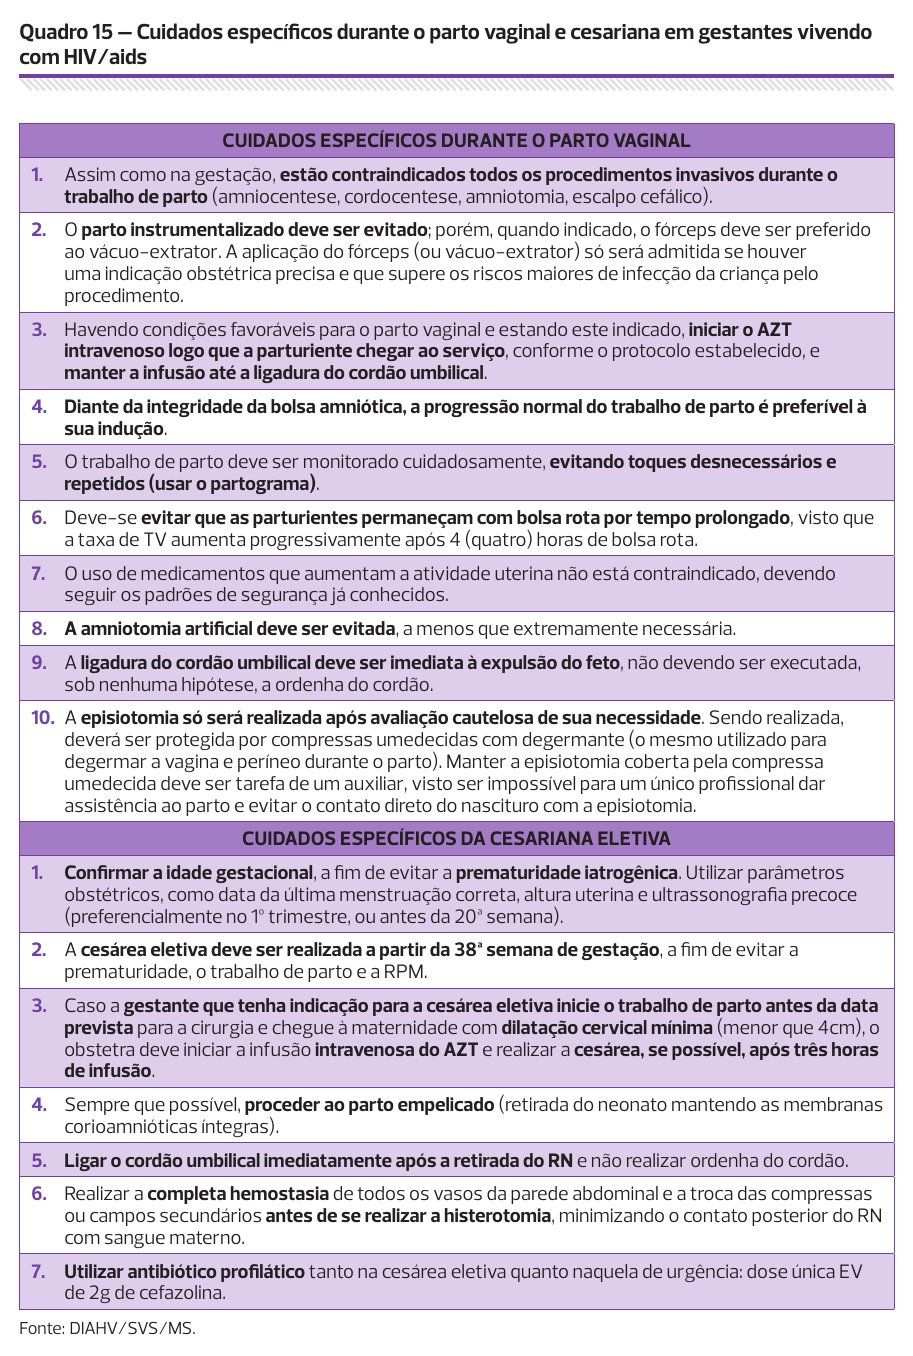 Quadro 15 – Cuidados específicos durante o parto vaginal e cesariana em gestantes vivendo
com HIV/aids
CUIDADOS ESPECÍFICOS DURANTE O PARTO VAGINAL
1. Assim como na gestação, estão contraindicados todos os procedimentos invasivos durante o
trabalho de parto (amniocentese, cordocentese, amniotomia, escalpo cefálico).
2. O parto instrumentalizado deve ser evitado; porém, quando indicado, o fórceps deve ser preferido
ao vácuo-extrator. A aplicação do fórceps (ou vácuo-extrator) só será admitida se houver
uma indicação obstétrica precisa e que supere os riscos maiores de infecção da criança pelo
procedimento.
3. Havendo condições favoráveis para o parto vaginal e estando este indicado, iniciar o AZT
intravenoso logo que a parturiente chegar ao serviço, conforme o protocolo estabelecido, e
manter a infusão até a ligadura do cordão umbilical.
4. Diante da integridade da bolsa amniótica, a progressão normal do trabalho de parto é preferível à
sua indução.
5. O trabalho de parto deve ser monitorado cuidadosamente, evitando toques desnecessários e
repetidos (usar o partograma).
6. Deve-se evitar que as parturientes permaneçam com bolsa rota por tempo prolongado, visto que
a taxa de TV aumenta progressivamente após 4 (quatro) horas de bolsa rota.
7. O uso de medicamentos que aumentam a atividade uterina não está contraindicado, devendo
seguir os padrões de segurança já conhecidos.
8. A amniotomia artificial deve ser evitada, a menos que extremamente necessária.
9. A ligadura do cordão umbilical deve ser imediata à expulsão do feto, não devendo ser executada,
sob nenhuma hipótese, a ordenha do cordão.
10. A episiotomia só será realizada após avaliação cautelosa de sua necessidade. Sendo realizada,
deverá ser protegida por compressas umedecidas com degermante (o mesmo utilizado para
degermar a vagina e períneo durante o parto). Manter a episiotomia coberta pela compressa
umedecida deve ser tarefa de um auxiliar, visto ser impossível para um único profissional dar
assistência ao parto e evitar o contato direto do nascituro com a episiotomia.
CUIDADOS ESPECÍFICOS DA CESARIANA ELETIVA
1. Confirmar a idade gestacional, a fim de evitar a prematuridade iatrogênica. Utilizar parâmetros
obstétricos, como data da última menstruação correta, altura uterina e ultrassonografia precoce
(preferencialmente no 1º trimestre, ou antes da 20ª semana).
2. A cesárea eletiva deve ser realizada a partir da 38ª semana de gestação, a fim de evitar a
prematuridade, o trabalho de parto e a RPM.
3. Caso a gestante que tenha indicação para a cesárea eletiva inicie o trabalho de parto antes da data
prevista para a cirurgia e chegue à maternidade com dilatação cervical mínima (menor que 4cm), o
obstetra deve iniciar a infusão intravenosa do AZT e realizar a cesárea, se possível, após três horas
de infusão.
4. Sempre que possível, proceder ao parto empelicado (retirada do neonato mantendo as membranas
corioamnióticas íntegras).
5. Ligar o cordão umbilical imediatamente após a retirada do RN e não realizar ordenha do cordão.
6. Realizar a completa hemostasia de todos os vasos da parede abdominal e a troca das compressas
ou campos secundários antes de se realizar a histerotomia, minimizando o contato posterior do RN
com sangue materno.
7. Utilizar antibiótico profilático tanto na cesárea eletiva quanto naquela de urgência: dose única EV
de 2g de cefazolina.
Fonte: DIAHV/SVS/MS.